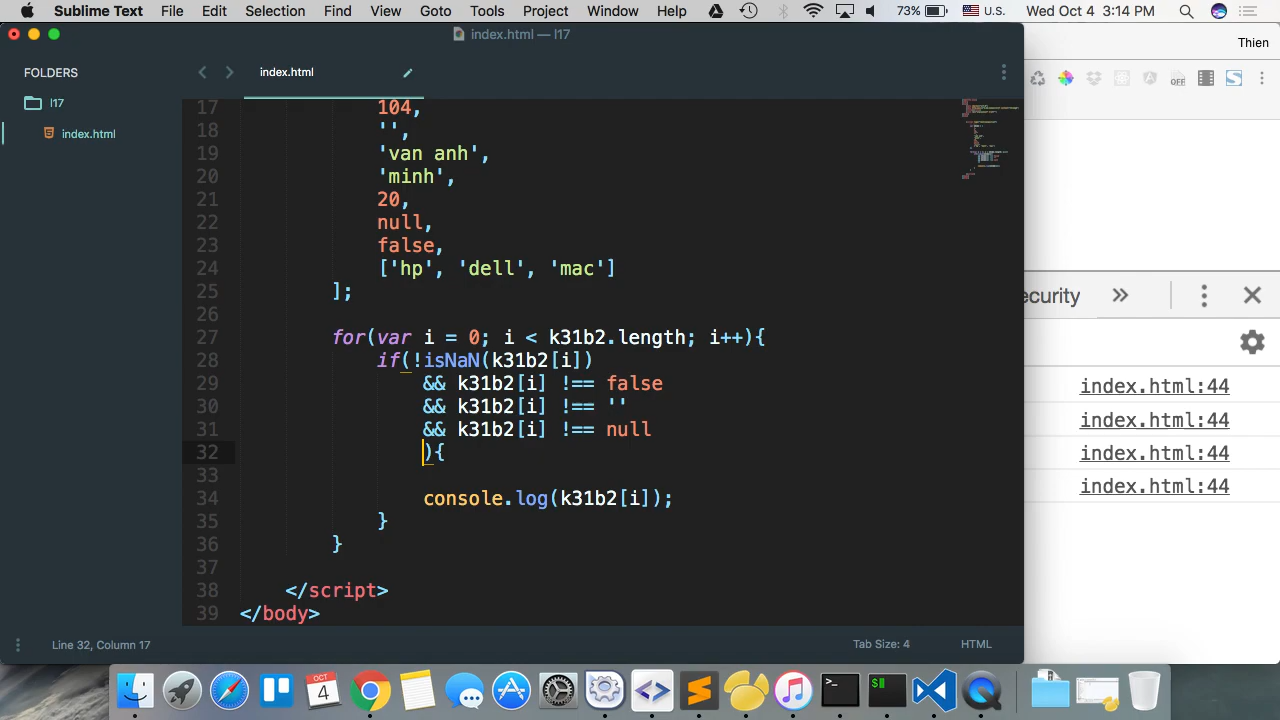 Sublime Text File Edit Selection Find View Goto Tools Project Window Help 73% U.S. Wed Oct 4 3:14 PM
index.html — l17
Thien
FOLDERS
l17
index.html
index.html
OFF
17 104,
18 '',
19 'van anh',
20 'minh',
21 20,
22 null,
23 false,
24 ['hp', 'dell', 'mac']
25 ];
26
27 for(var i = 0; i < k31b2.length; i++){
28 if(!isNaN(k31b2[i])
29 && k31b2[i] !== false
30 && k31b2[i] !== ''
31 && k31b2[i] !== null
32 ){
33
34 console.log(k31b2[i]);
35 }
36 }
37
38 </script>
39 </body>
ecurity »
index.html:44
index.html:44
index.html:44
index.html:44
Line 32, Column 17
Tab Size: 4
HTML
OCT
4